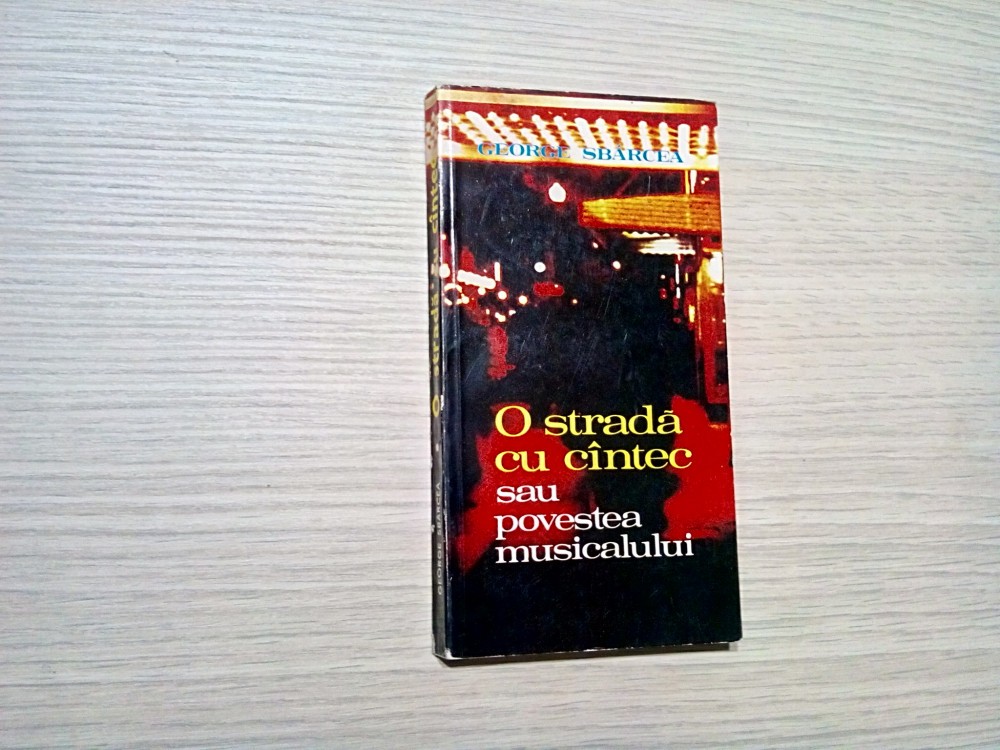 GEORGE SBÂRCEA
O stradă
cu cîntec
sau
povestea
musicalului
GEORGE SBÂRCEA O stradă cu cîntec